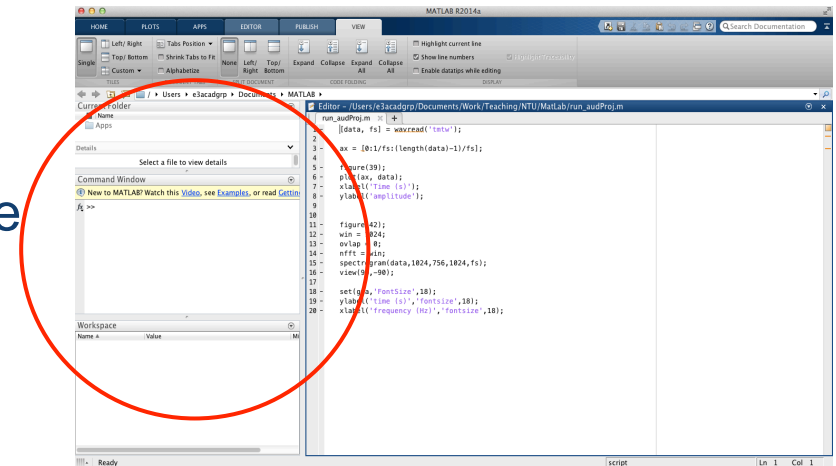 MATLAB R2014a
HOME PLOTS APPS EDITOR PUBLISH VIEW Search Documentation
Left/ Right Tabs Position Highlight current line
Top/ Bottom Shrink Tabs to Fit Show line numbers
Single Custom Alphabetize None Left/ Right Top/ Bottom Expand Collapse Expand All Collapse All Enable datatips while editing
TILES SPLIT DOCUMENT CODE FOLDING DISPLAY
/ Users e3acadgrp Documents MATLAB
Current Folder
Name
Apps
Details
Select a file to view details
Command Window
New to MATLAB? Watch this Video, see Examples, or read Gettin
fx >>
Workspace
Name Value Mi
e
Editor – /Users/e3acadgrp/Documents/Work/Teaching/NTU/MatLab/run_audProj.m
run_audProj.m
1 – [data, fs] = wavread('tmtw');
2
3 – ax = [0:1/fs:(length(data)-1)/fs];
4
5 – figure(39);
6 – plot(ax, data);
7 – xlabel('Time (s)');
8 – ylabel('amplitude');
9
10
11 – figure(42);
12 – win = 1024;
13 – ovlap = 0;
14 – nfft = win;
15 – spectrogram(data,1024,756,1024,fs);
16 – view(90,-90);
17
18 – set(gca,'FontSize',18);
19 – ylabel('time (s)','fontsize',18);
20 – xlabel('frequency (Hz)','fontsize',18);
Ready script Ln 1 Col 1